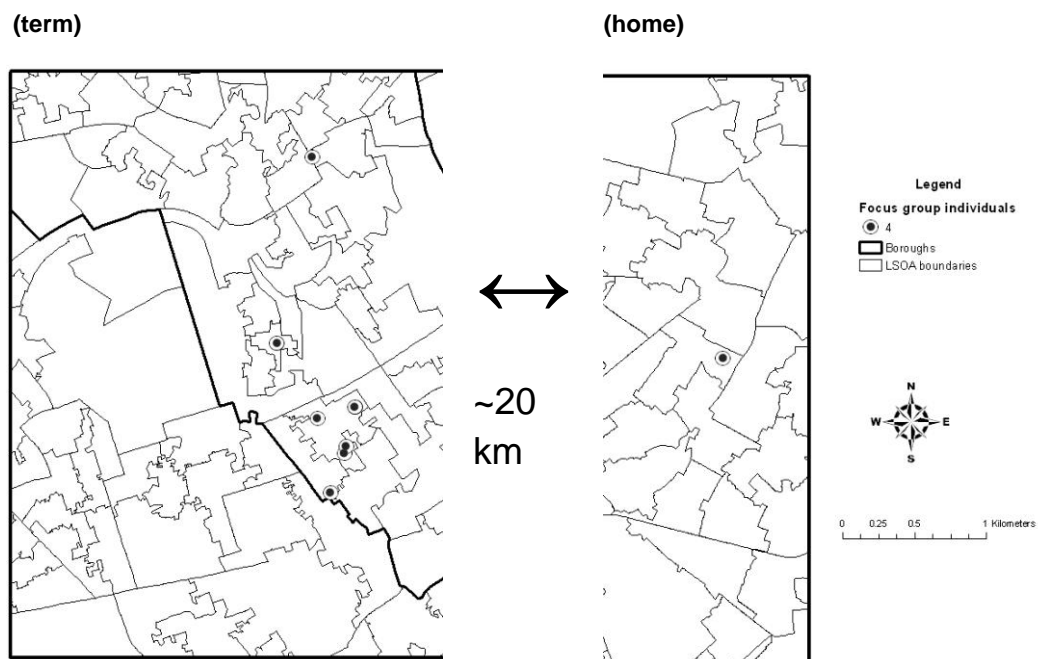 (term)
(home)
Legend
Focus group individuals
4
Boroughs
LSOA boundaries
~20
km
N
W E
S
0 0.25 0.5 1 Kilometers